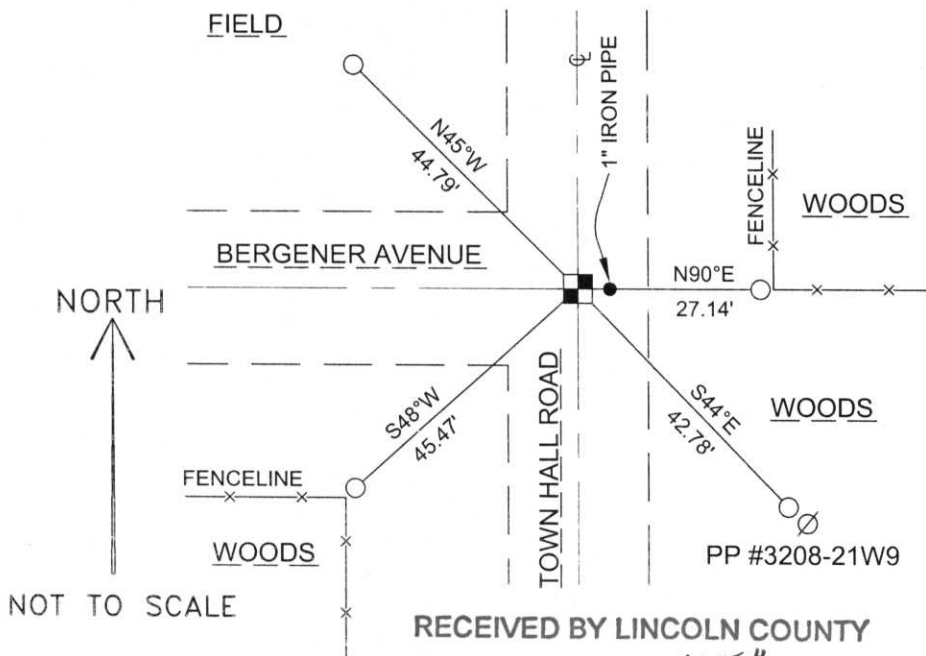 FIELD
℄
1" IRON PIPE
N45°W
44.79'
FENCELINE
WOODS
BERGENER AVENUE
N90°E
27.14'
NORTH
TOWN HALL ROAD
S48°W
45.47'
S44°E
42.78'
WOODS
FENCELINE
WOODS
PP #3208-21W9
NOT TO SCALE
RECEIVED BY LINCOLN COUNTY